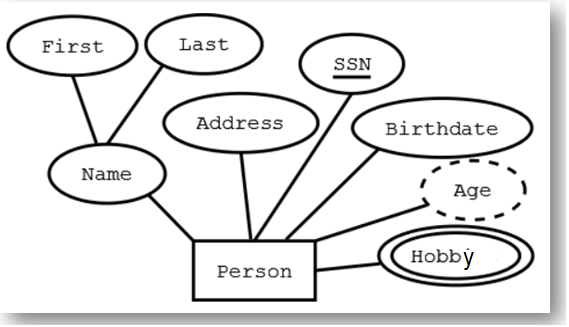 First
Last
SSN
Address
Birthdate
Name
Age
Hobby
Person